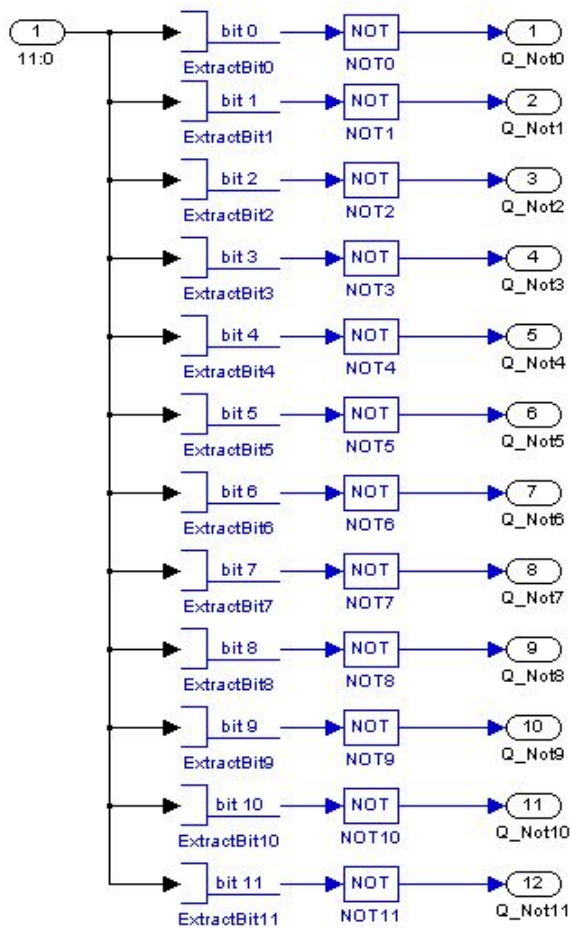 1 bit 0 NOT 1
11:0 ExtractBit0 NOT0 Q_Not0
bit 1 NOT 2
ExtractBit1 NOT1 Q_Not1
bit 2 NOT 3
ExtractBit2 NOT2 Q_Not2
bit 3 NOT 4
ExtractBit3 NOT3 Q_Not3
bit 4 NOT 5
ExtractBit4 NOT4 Q_Not4
bit 5 NOT 6
ExtractBit5 NOT5 Q_Not5
bit 6 NOT 7
ExtractBit6 NOT6 Q_Not6
bit 7 NOT 8
ExtractBit7 NOT7 Q_Not7
bit 8 NOT 9
ExtractBit8 NOT8 Q_Not8
bit 9 NOT 10
ExtractBit9 NOT9 Q_Not9
bit 10 NOT 11
ExtractBit10 NOT10 Q_Not10
bit 11 NOT 12
ExtractBit11 NOT11 Q_Not11